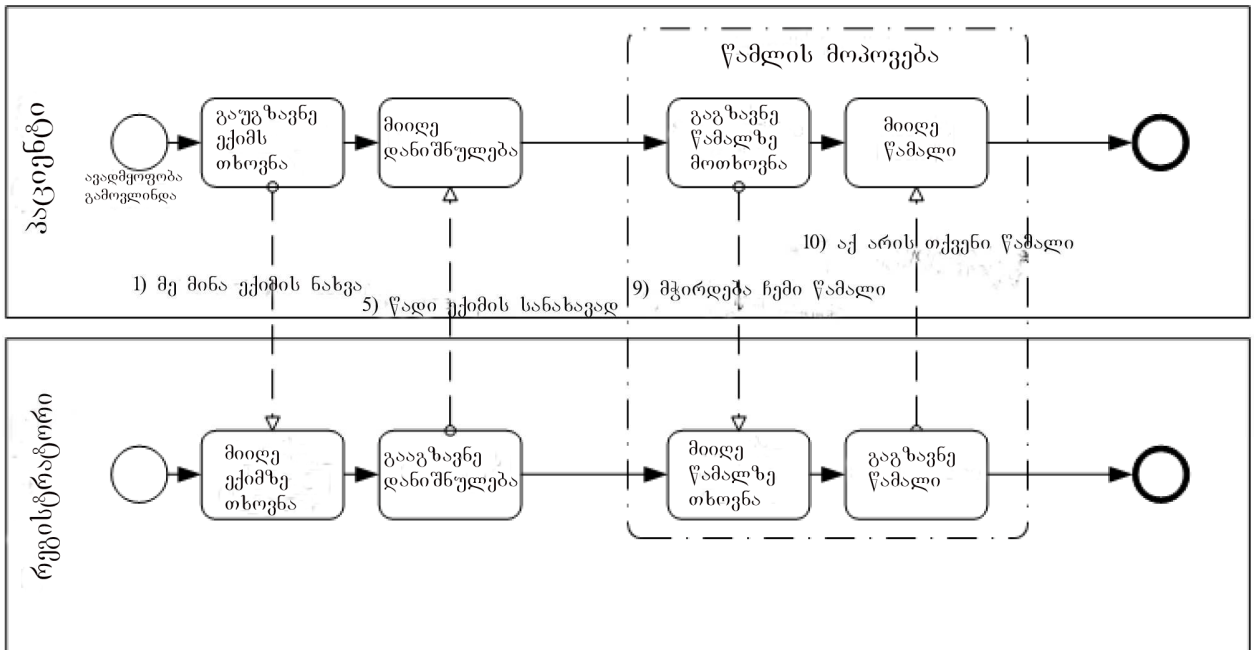 წამლის მოპოვება
პაციენტი
ავადმყოფობა
გამოვლინდა
გაუგზავნე
ექიმს
თხოვნა
მიიღე
დანიშნულება
გაგზავნე
წამალზე
მოთხოვნა
მიიღე
წამალი
10) აქ არის თქვენი წამალი
1) მე მინა ექიმის ნახვა
9) მჭირდება ჩემი წამალი
5) წადი ექიმის სანახავად
რეგისტრატორი
მიიღე
ექიმზე
თხოვნა
გააგზავნე
დანიშნულება
მიიღე
წამალზე
თხოვნა
გაგზავნე
წამალი